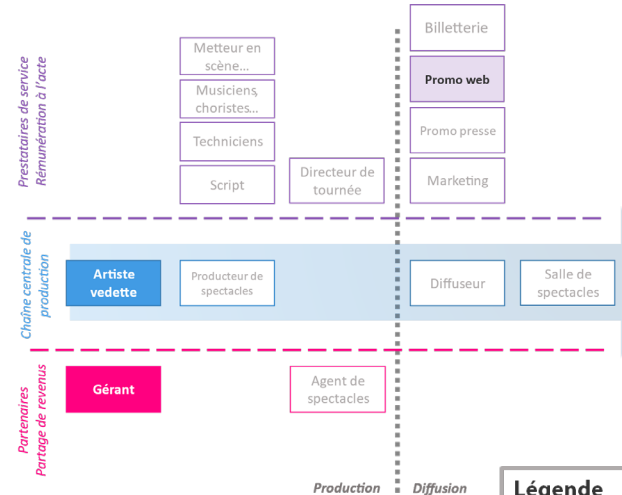 Prestataires de service
Rémunération à l'acte
Metteur en
scène...
Musiciens,
choristes...
Techniciens
Script
Directeur de
tournée
Billetterie
Promo web
Promo presse
Marketing
Chaîne centrale de
production
Artiste
vedette
Producteur de
spectacles
Diffuseur
Salle de
spectacles
Partenaires
Partage de revenus
Gérant
Agent de
spectacles
Production
Diffusion
Légende